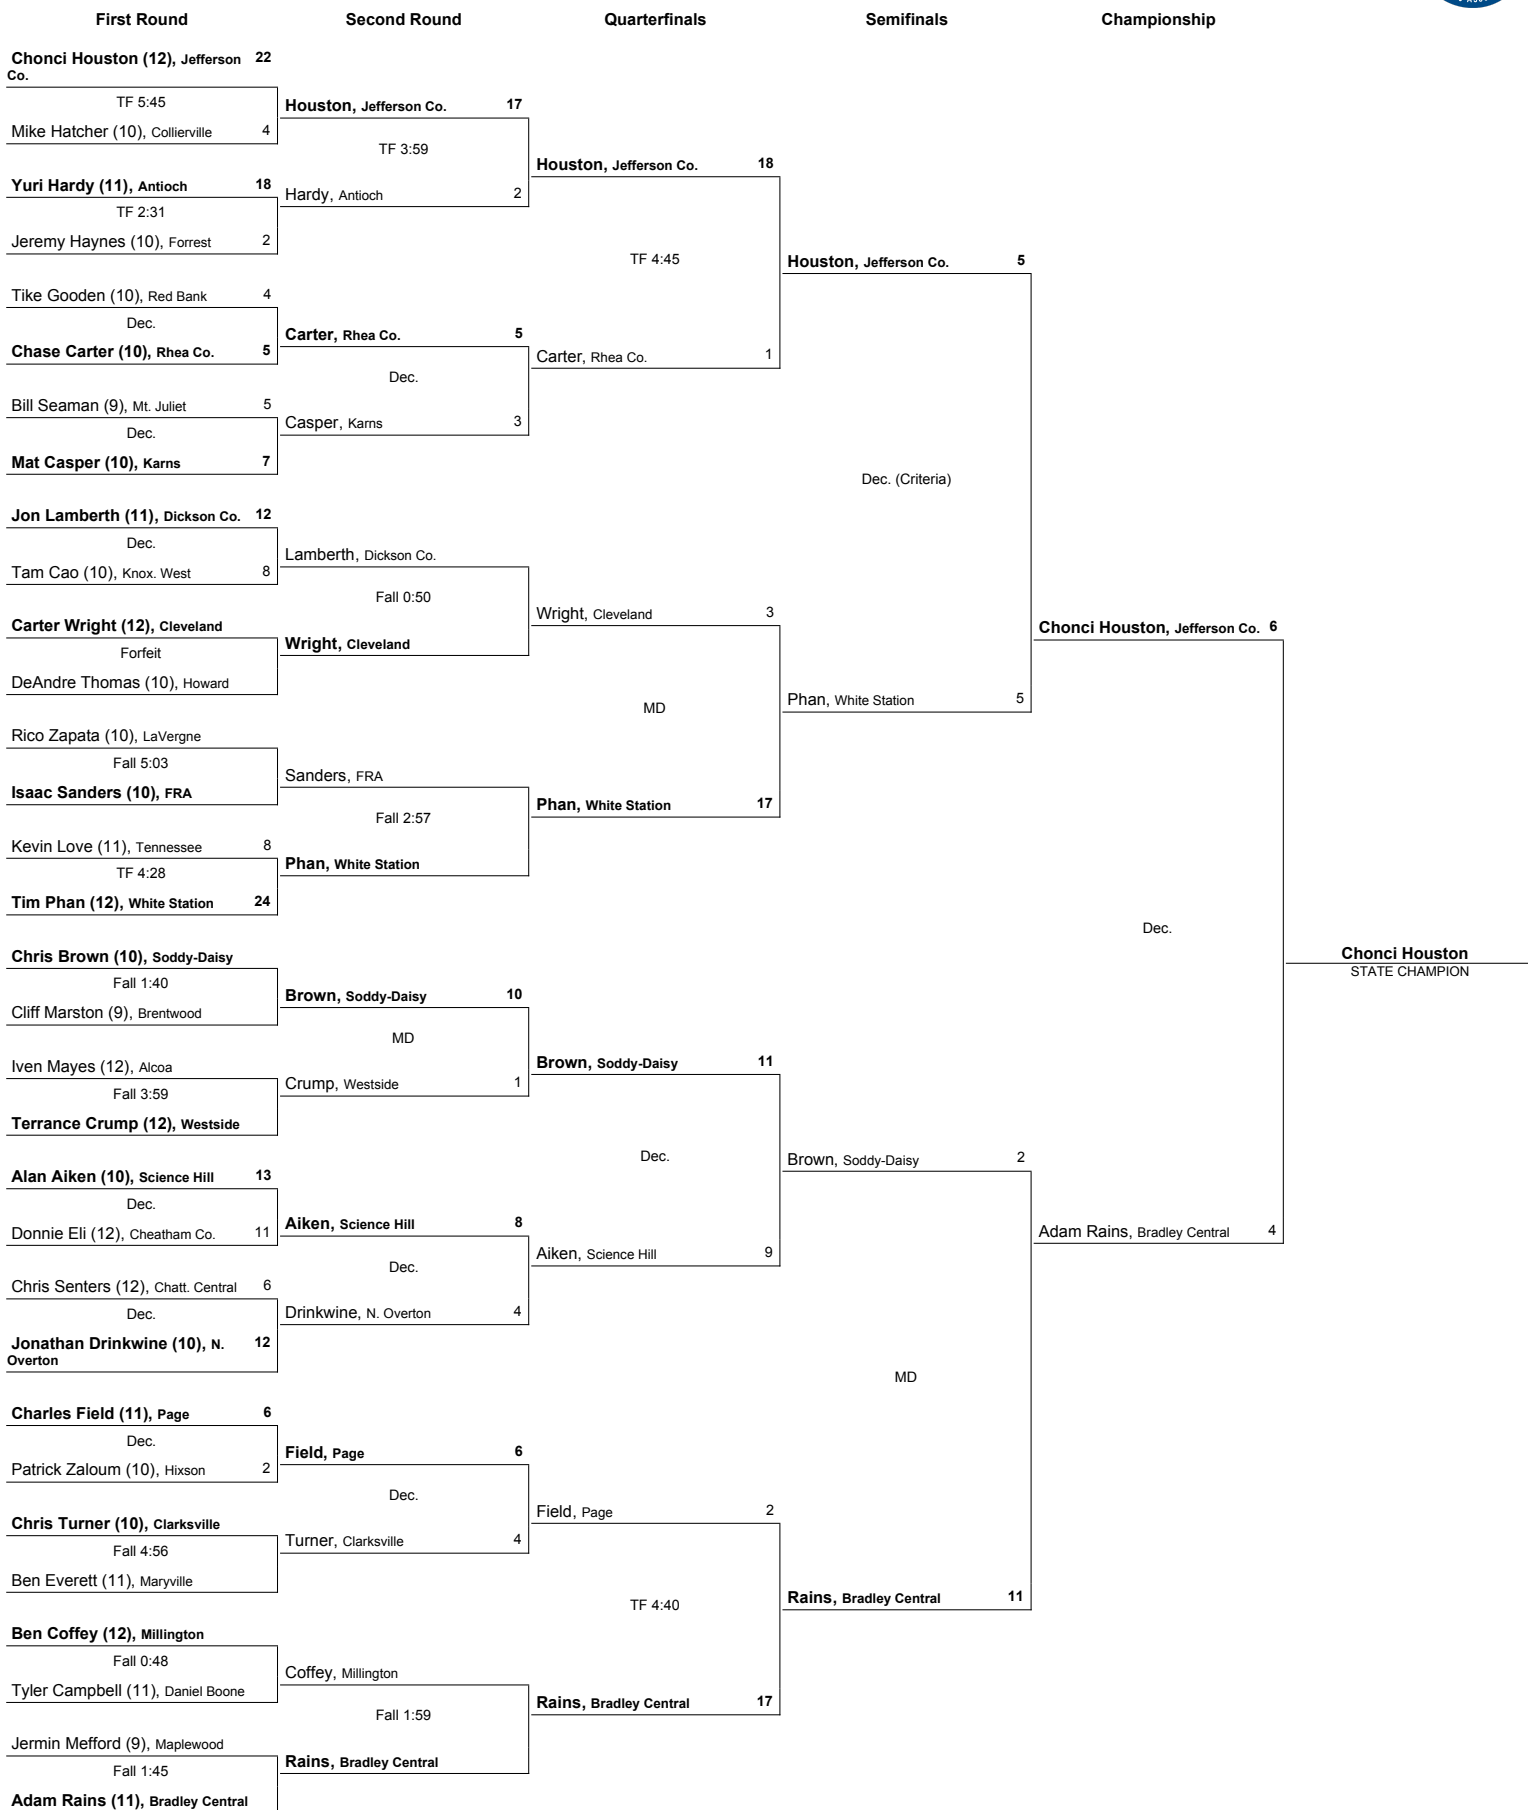 First Round
Second Round
Quarterfinals
Semifinals
Championship
Chonci Houston (12), Jefferson 22
Co.
TF 5:45
Mike Hatcher (10), Collierville 4
Yuri Hardy (11), Antioch 18
TF 2:31
Jeremy Haynes (10), Forrest 2
Tike Gooden (10), Red Bank 4
Dec.
Chase Carter (10), Rhea Co. 5
Bill Seaman (9), Mt. Juliet 5
Dec.
Mat Casper (10), Karns 7
Jon Lamberth (11), Dickson Co. 12
Dec.
Tam Cao (10), Knox. West 8
Carter Wright (12), Cleveland
Forfeit
DeAndre Thomas (10), Howard
Rico Zapata (10), LaVergne
Fall 5:03
Isaac Sanders (10), FRA
Kevin Love (11), Tennessee 8
TF 4:28
Tim Phan (12), White Station 24
Chris Brown (10), Soddy-Daisy
Fall 1:40
Cliff Marston (9), Brentwood
Iven Mayes (12), Alcoa
Fall 3:59
Terrance Crump (12), Westside
Alan Aiken (10), Science Hill 13
Dec.
Donnie Eli (12), Cheatham Co. 11
Chris Senters (12), Chatt. Central 6
Dec.
Jonathan Drinkwine (10), N. 12
Overton
Charles Field (11), Page 6
Dec.
Patrick Zaloum (10), Hixson 2
Chris Turner (10), Clarksville
Fall 4:56
Ben Everett (11), Maryville
Ben Coffey (12), Millington
Fall 0:48
Tyler Campbell (11), Daniel Boone
Jermin Mefford (9), Maplewood
Fall 1:45
Adam Rains (11), Bradley Central
Houston, Jefferson Co. 17
TF 3:59
Hardy, Antioch 2
Carter, Rhea Co. 5
Dec.
Casper, Karns 3
Lamberth, Dickson Co.
Fall 0:50
Wright, Cleveland
Sanders, FRA
Fall 2:57
Phan, White Station
Brown, Soddy-Daisy 10
MD
Crump, Westside 1
Aiken, Science Hill 8
Dec.
Drinkwine, N. Overton 4
Field, Page 6
Dec.
Turner, Clarksville 4
Coffey, Millington
Fall 1:59
Rains, Bradley Central
Houston, Jefferson Co. 18
TF 4:45
Carter, Rhea Co. 1
Wright, Cleveland 3
MD
Phan, White Station 17
Brown, Soddy-Daisy 11
Dec.
Aiken, Science Hill 9
Field, Page 2
TF 4:40
Rains, Bradley Central 17
Houston, Jefferson Co. 5
Dec. (Criteria)
Phan, White Station 5
Brown, Soddy-Daisy 2
MD
Rains, Bradley Central 11
Chonci Houston, Jefferson Co. 6
Dec.
Adam Rains, Bradley Central 4
Chonci Houston
STATE CHAMPION